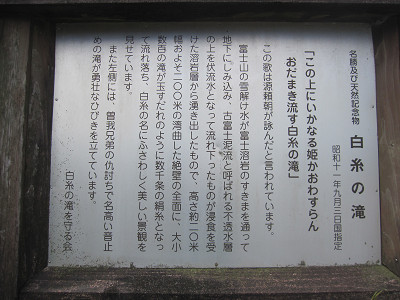 名勝及び天然記念物 白糸の滝
昭和十一年九月三日国指定
「この上にいかなる姫かおわすらん
おだまき流す白糸の滝」
この歌は源頼朝が詠んだと言われています。
富士山の雪解け水が富士溶岩のすきまを通って
地下にしみ込み、古富士泥流と呼ばれる不透水層
の上を伏流水となって流れ下ったものが浸食を受
けた溶岩層から湧き出したもので、高さ約二〇米
幅およそ二〇〇米の湾曲した絶壁の全面に、大小
数百の滝が玉すだれのように数千条の絹糸となっ
て流れ落ち、白糸の名にふさわしく美しい景観を
見せています。
また左側には、曽我兄弟の仇討ちで名高い音止
めの滝が勇壮なひびきを立てています。
白糸の滝を守る会